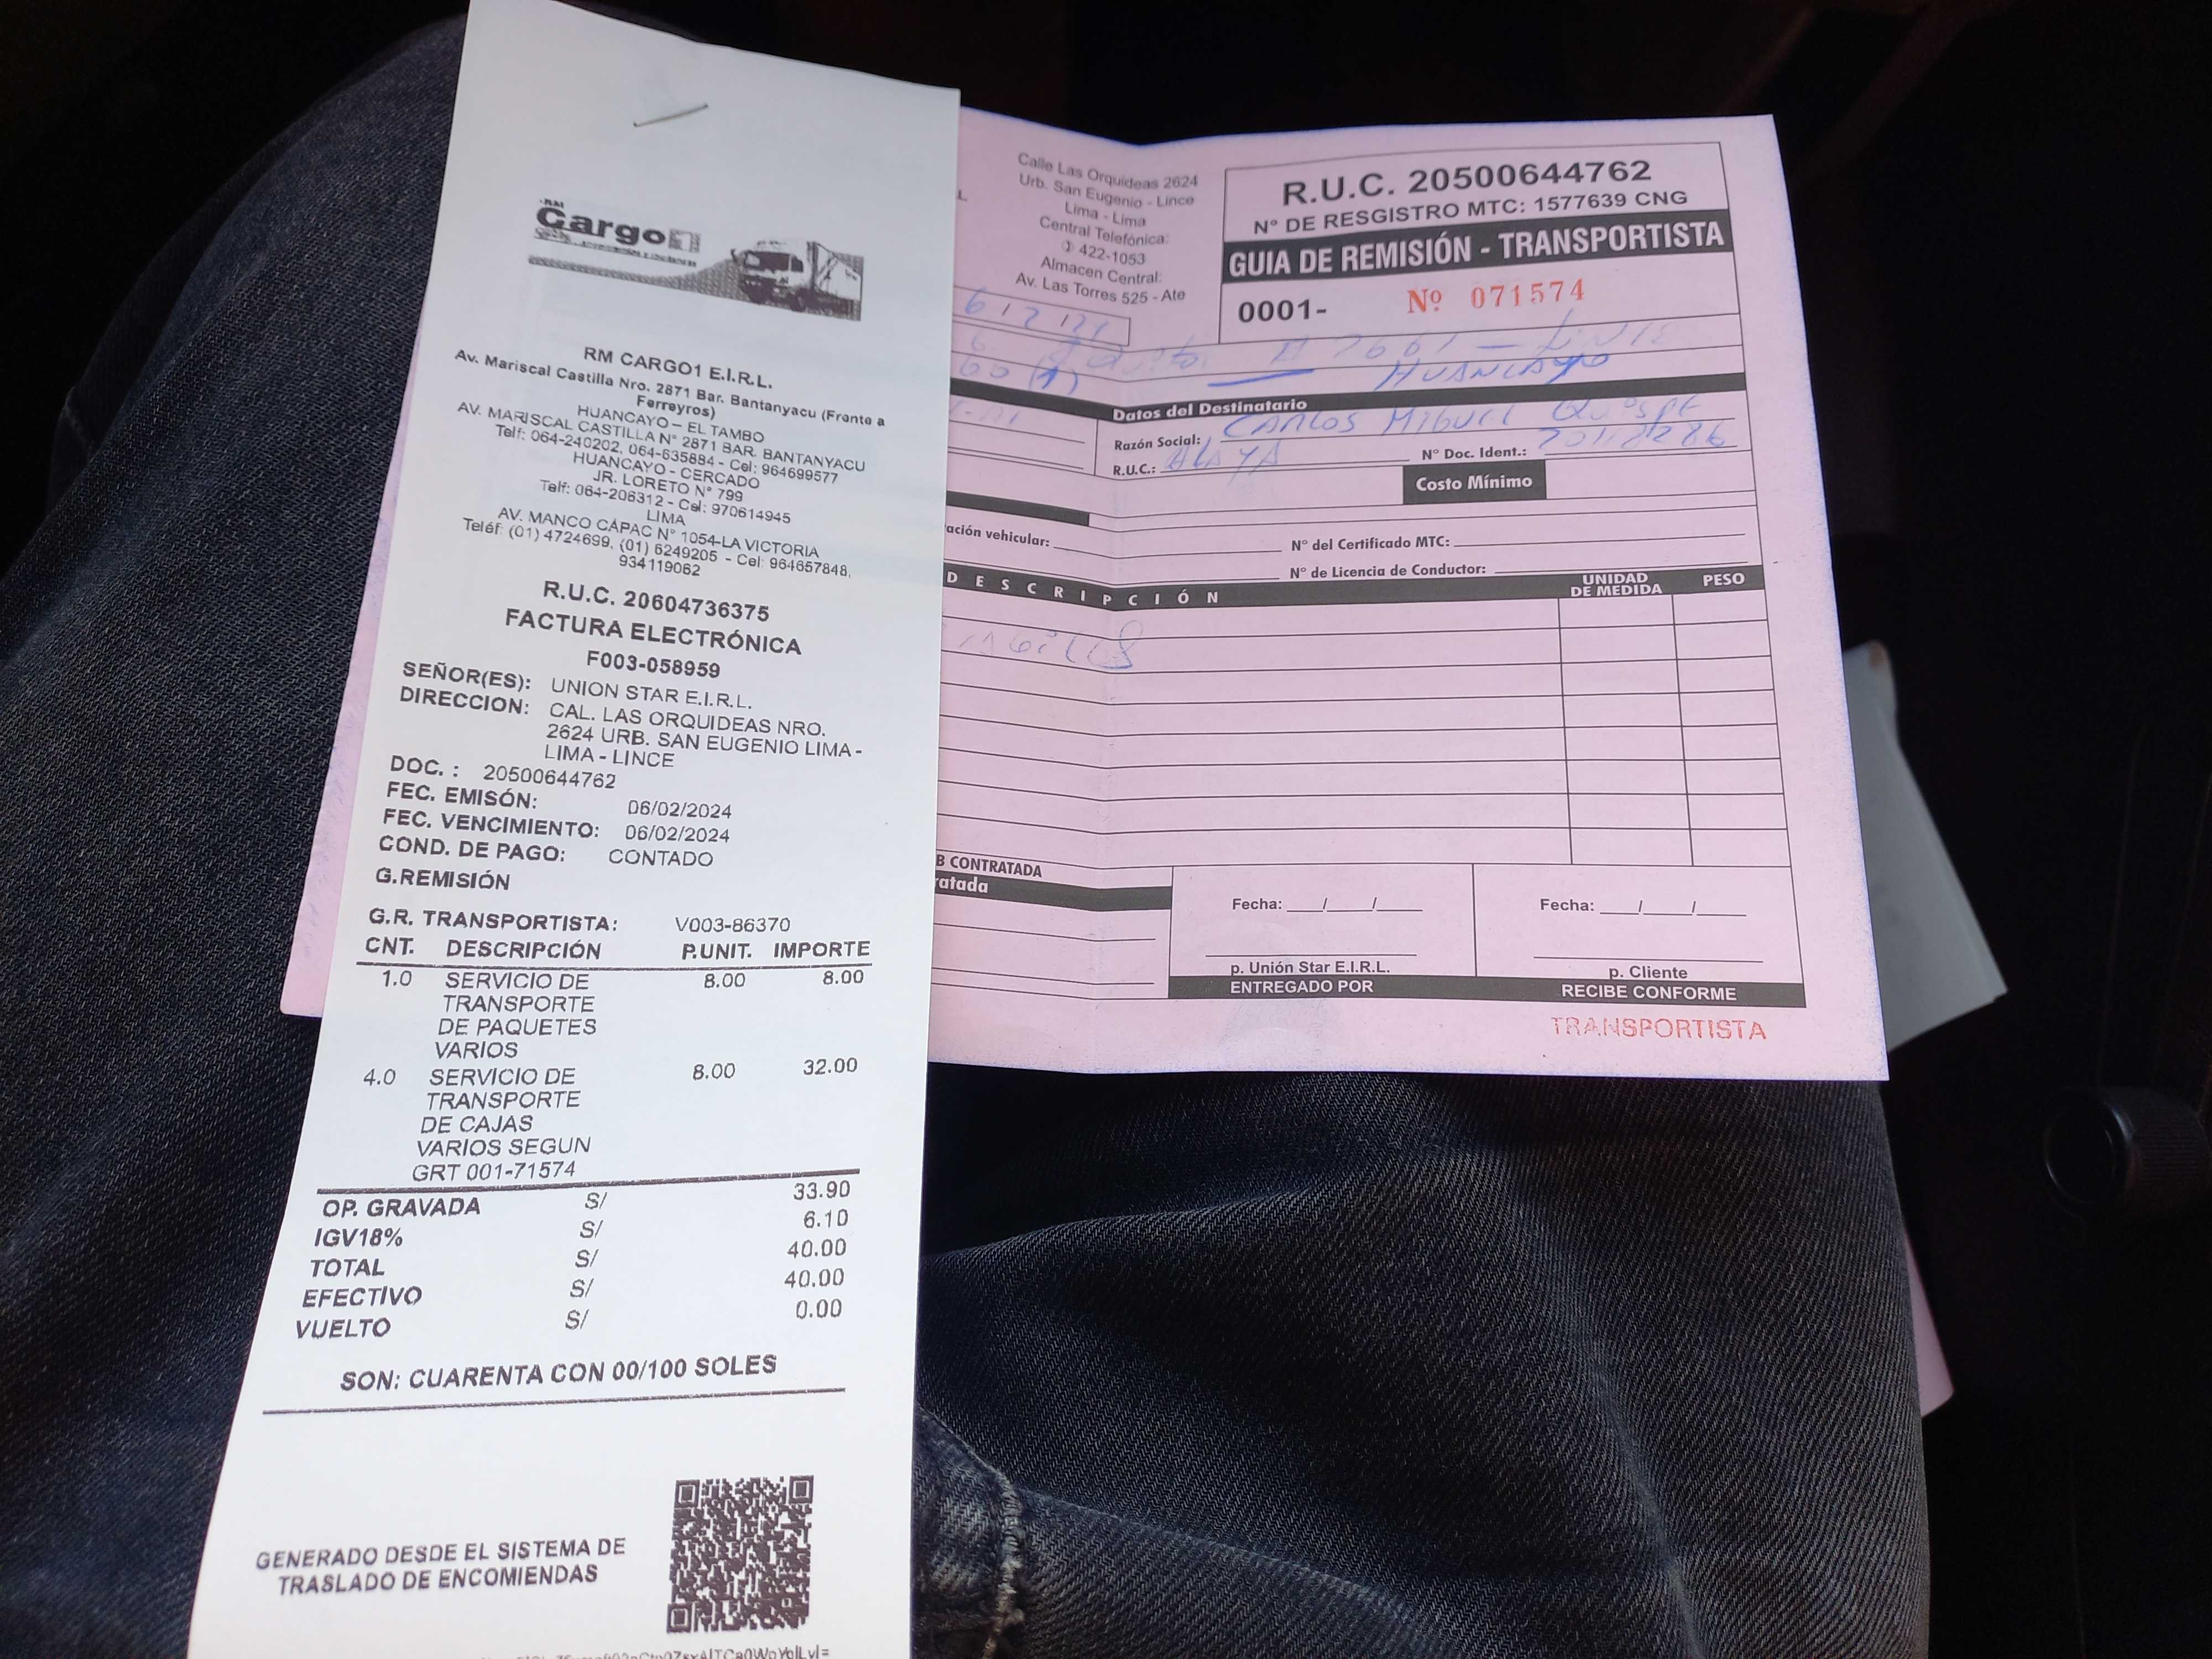 Cargo1
RM CARGO1 E.I.R.L.
Av. Mariscal Castilla Nro. 2871 Bar. Bantanyacu (Frente a
Ferreyros)
HUANCAYO – EL TAMBO
AV. MARISCAL CASTILLA N° 2871 BAR. BANTANYACU
Telf: 064-240202, 064-635884 - Cel: 964699577
HUANCAYO - CERCADO
JR. LORETO N° 799
Telf: 064-206312 - Cel: 970614945
LIMA
AV. MANCO CÁPAC N° 1054-LA VICTORIA
Teléf: (01) 4724699, (01) 6249205 - Cel: 964657848,
934119062
R.U.C. 20604736375
FACTURA ELECTRÓNICA
F003-058959
SEÑOR(ES): UNION STAR E.I.R.L.
DIRECCION: CAL. LAS ORQUIDEAS NRO.
2624 URB. SAN EUGENIO LIMA -
LIMA - LINCE
DOC. : 20500644762
FEC. EMISÓN: 06/02/2024
FEC. VENCIMIENTO: 06/02/2024
COND. DE PAGO: CONTADO
G.REMISIÓN
G.R. TRANSPORTISTA: V003-86370
CNT. DESCRIPCIÓN P.UNIT. IMPORTE
1.0 SERVICIO DE 8.00 8.00
TRANSPORTE
DE PAQUETES
VARIOS
4.0 SERVICIO DE 8.00 32.00
TRANSPORTE
DE CAJAS
VARIOS SEGUN
GRT 001-71574
OP. GRAVADA S/ 33.90
IGV18% S/ 6.10
TOTAL S/ 40.00
EFECTIVO S/ 40.00
VUELTO S/ 0.00
SON: CUARENTA CON 00/100 SOLES
GENERADO DESDE EL SISTEMA DE
TRASLADO DE ENCOMIENDAS
Calle Las Orquideas 2624
Urb. San Eugenio - Lince
Lima - Lima
Central Telefónica:
422-1053
Almacen Central:
Av. Las Torres 525 - Ate
R.U.C. 20500644762
Nº DE RESGISTRO MTC: 1577639 CNG
GUIA DE REMISIÓN - TRANSPORTISTA
0001- Nº 071574
HUANCAYO
Datos del Destinatario
Razón Social: CARLOS MIGUEL QUISPE
R.U.C.: ALAYA N° Doc. Ident.:
Costo Mínimo
ación vehicular:
N° del Certificado MTC:
N° de Licencia de Conductor:
DESCRIPCIÓN UNIDAD DE MEDIDA PESO
B CONTRATADA
ratada
Fecha: __/__/__ Fecha: __/__/__
p. Unión Star E.I.R.L. p. Cliente
ENTREGADO POR RECIBE CONFORME
TRANSPORTISTA